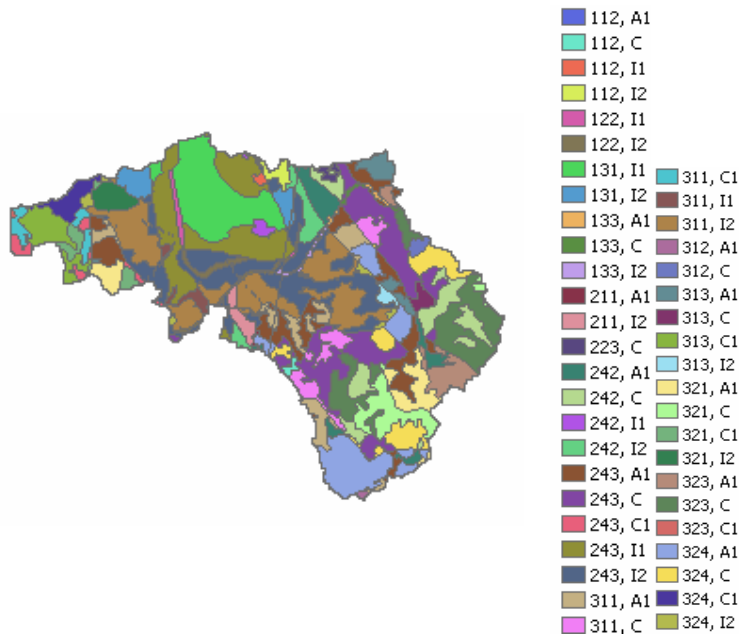 112, A1
112, C
112, I1
112, I2
122, I1
122, I2
131, I1
131, I2
133, A1
133, C
133, I2
211, A1
211, I2
223, C
242, A1
242, C
242, I1
242, I2
243, A1
243, C
243, C1
243, I1
243, I2
311, A1
311, C
311, C1
311, I1
311, I2
312, A1
312, C
313, A1
313, C
313, C1
313, I2
321, A1
321, C
321, C1
321, I2
323, A1
323, C
323, C1
324, A1
324, C
324, C1
324, I2